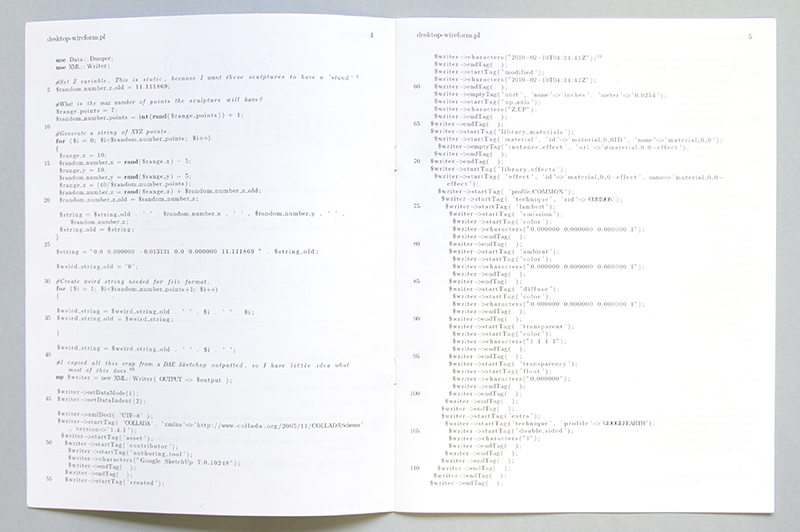 desktop-wireform.pl 4
use Data::Dumper;
use XML::Writer;
#Set Z variable. This is static, because I want these sculptures to have a 'stand'!
5 $random_number_z_old = 11.111869;
#What is the max number of points the sculpture will have?
$range_points = 7;
$random_number_points = int(rand($range_points)) + 1;
10
#Generate a string of XYZ points.
for ($i = 0; $i<$random_number_points; $i++)
{
$range_x = 10;
15 $random_number_x = rand($range_x) - 5;
$range_y = 10;
$random_number_y = rand($range_y) - 5;
$range_z = (40/$random_number_points);
$random_number_z = rand($range_z) + $random_number_z_old;
20 $random_number_z_old = $random_number_z;
$string = $string_old . ' ' . $random_number_x . ' ' . $random_number_y . ' ' .
$random_number_z;
$string_old = $string;
}
25
$string = "0.0 0.000000 -0.013131 0.0 0.000000 11.111869 " . $string_old;
$weird_string_old = '0';
30 #Create weird string needed for file format.
for ($i = 1; $i<$random_number_points+1; $i++)
{
$weird_string = $weird_string_old . ' ' . $i . ' ' . $i;
35 $weird_string_old = $weird_string;
}
$weird_string = $weird_string_old . ' ' . $i . ' ';
40
#I copied all this crap from a DAE Sketchup outputted, so I have little idea what
most of this does.
my $writer = new XML::Writer( OUTPUT => $output );
$writer->setDataMode(1);
45 $writer->setDataIndent(2);
$writer->xmlDecl( 'UTF-8' );
$writer->startTag( 'COLLADA', 'xmlns'=>'http://www.collada.org/2005/11/COLLADASchema'
, version=>'1.4.1');
$writer->startTag('asset');
50 $writer->startTag('contributor');
$writer->startTag('authoring_tool');
$writer->characters("Google SketchUp 7.0.10248");
$writer->endTag( );
$writer->endTag( );
55 $writer->startTag('created');
desktop-wireform.pl 5
$writer->characters("2010-02-19T04:34:41Z");
$writer->endTag( );
$writer->startTag('modified');
$writer->characters("2010-02-19T04:34:41Z");
60 $writer->endTag( );
$writer->emptyTag('unit', 'name'=>'inches', 'meter'=>'0.0254');
$writer->startTag('up_axis');
$writer->characters("Z_UP");
$writer->endTag( );
65 $writer->endTag( );
$writer->startTag('library_materials');
$writer->startTag('material', 'id'=>'material_0_0ID', 'name'=>'material_0_0');
$writer->emptyTag('instance_effect', 'url'=>'#material_0_0-effect');
$writer->endTag( );
20 $writer->endTag( );
$writer->startTag('library_effects');
$writer->startTag( 'effect', 'id'=>'material_0_0-effect', name=>'material_0_0-
effect');
$writer->startTag( 'profile_COMMON');
$writer->startTag( 'technique', 'sid'=>'COMMON');
75 $writer->startTag( 'lambert');
$writer->startTag( 'emission');
$writer->startTag( 'color');
$writer->characters("0.000000 0.000000 0.000000 1");
$writer->endTag( );
80 $writer->endTag( );
$writer->startTag( 'ambient');
$writer->startTag( 'color');
$writer->characters("0.000000 0.000000 0.000000 1");
$writer->endTag( );
85 $writer->endTag( );
$writer->startTag( 'diffuse');
$writer->startTag( 'color');
$writer->characters("0.000000 0.000000 0.000000 1");
$writer->endTag( );
90 $writer->endTag( );
$writer->startTag( 'transparent');
$writer->startTag( 'color');
$writer->characters("1 1 1 1");
$writer->endTag( );
95 $writer->endTag( );
$writer->startTag( 'transparency');
$writer->startTag( 'float');
$writer->characters("0.000000");
$writer->endTag( );
100 $writer->endTag( );
$writer->endTag( );
$writer->endTag( );
$writer->startTag( 'extra');
$writer->startTag('technique', 'profile'=>'GOOGLEEARTH');
105 $writer->startTag('double_sided');
$writer->characters("1");
$writer->endTag( );
$writer->endTag( );
$writer->endTag( );
110 $writer->endTag( );
$writer->endTag( );
$writer->endTag( );